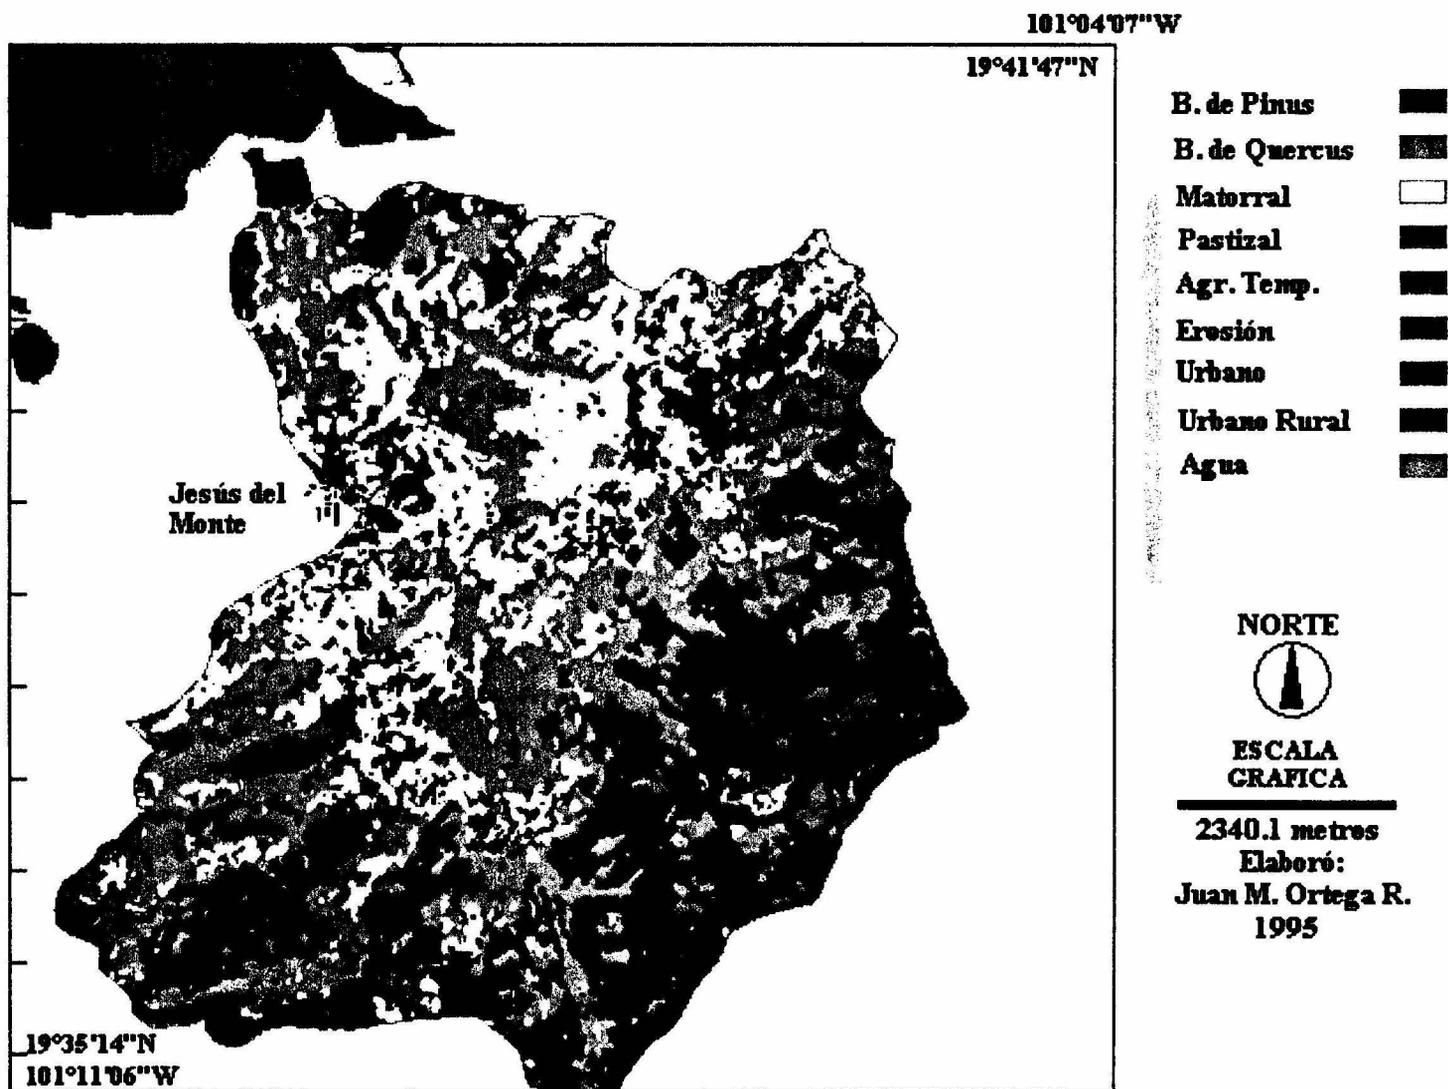 101°04'07"W
19°41'47"N
B. de Pinus
B. de Quercus
Matorral
Pastizal
Agr. Temp.
Erosión
Urbano
Urbano Rural
Agua
Jesús del
Monte
NORTE
ESCALA
GRAFICA
2340.1 metros
Elaboró:
Juan M. Ortega R.
1995
19°35'14"N
101°11'06"W